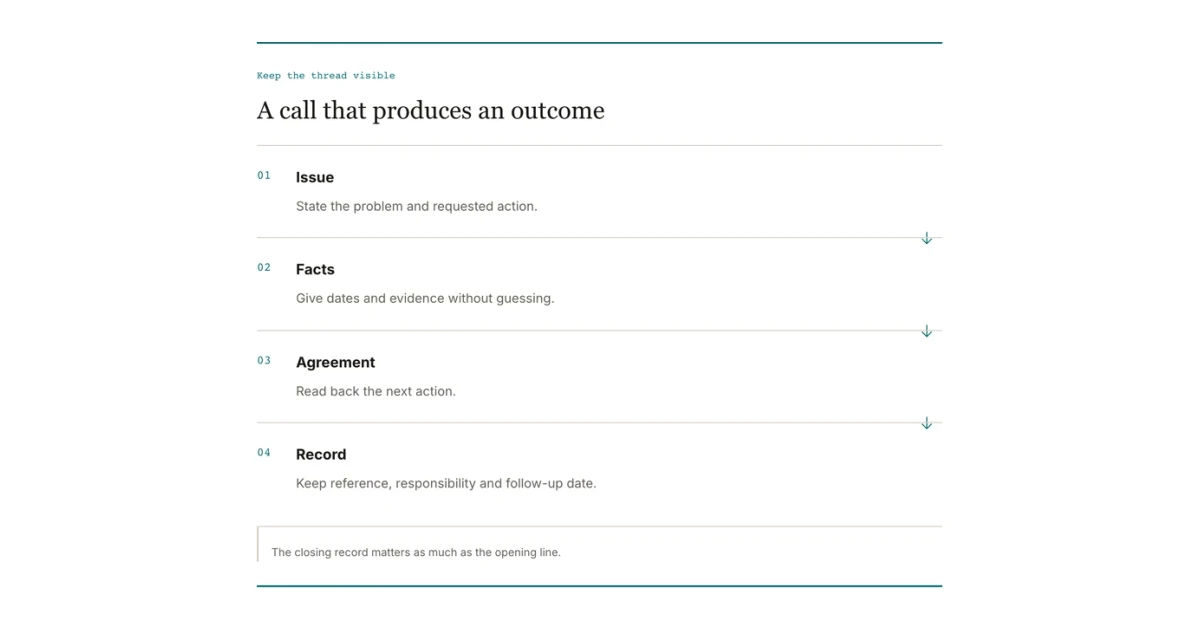 Keep the thread visible
A call that produces an outcome
01
Issue
State the problem and requested action.
02
Facts
Give dates and evidence without guessing.
03
Agreement
Read back the next action.
04
Record
Keep reference, responsibility and follow-up date.
The closing record matters as much as the opening line.